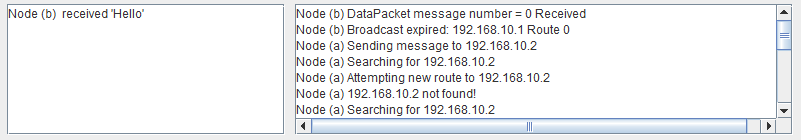 Node (b)  received 'Hello'
Node (b) DataPacket message number = 0 Received
Node (b) Broadcast expired: 192.168.10.1 Route 0
Node (a) Sending message to 192.168.10.2
Node (a) Searching for 192.168.10.2
Node (a) Attempting new route to 192.168.10.2
Node (a) 192.168.10.2 not found!
Node (a) Searching for 192.168.10.2